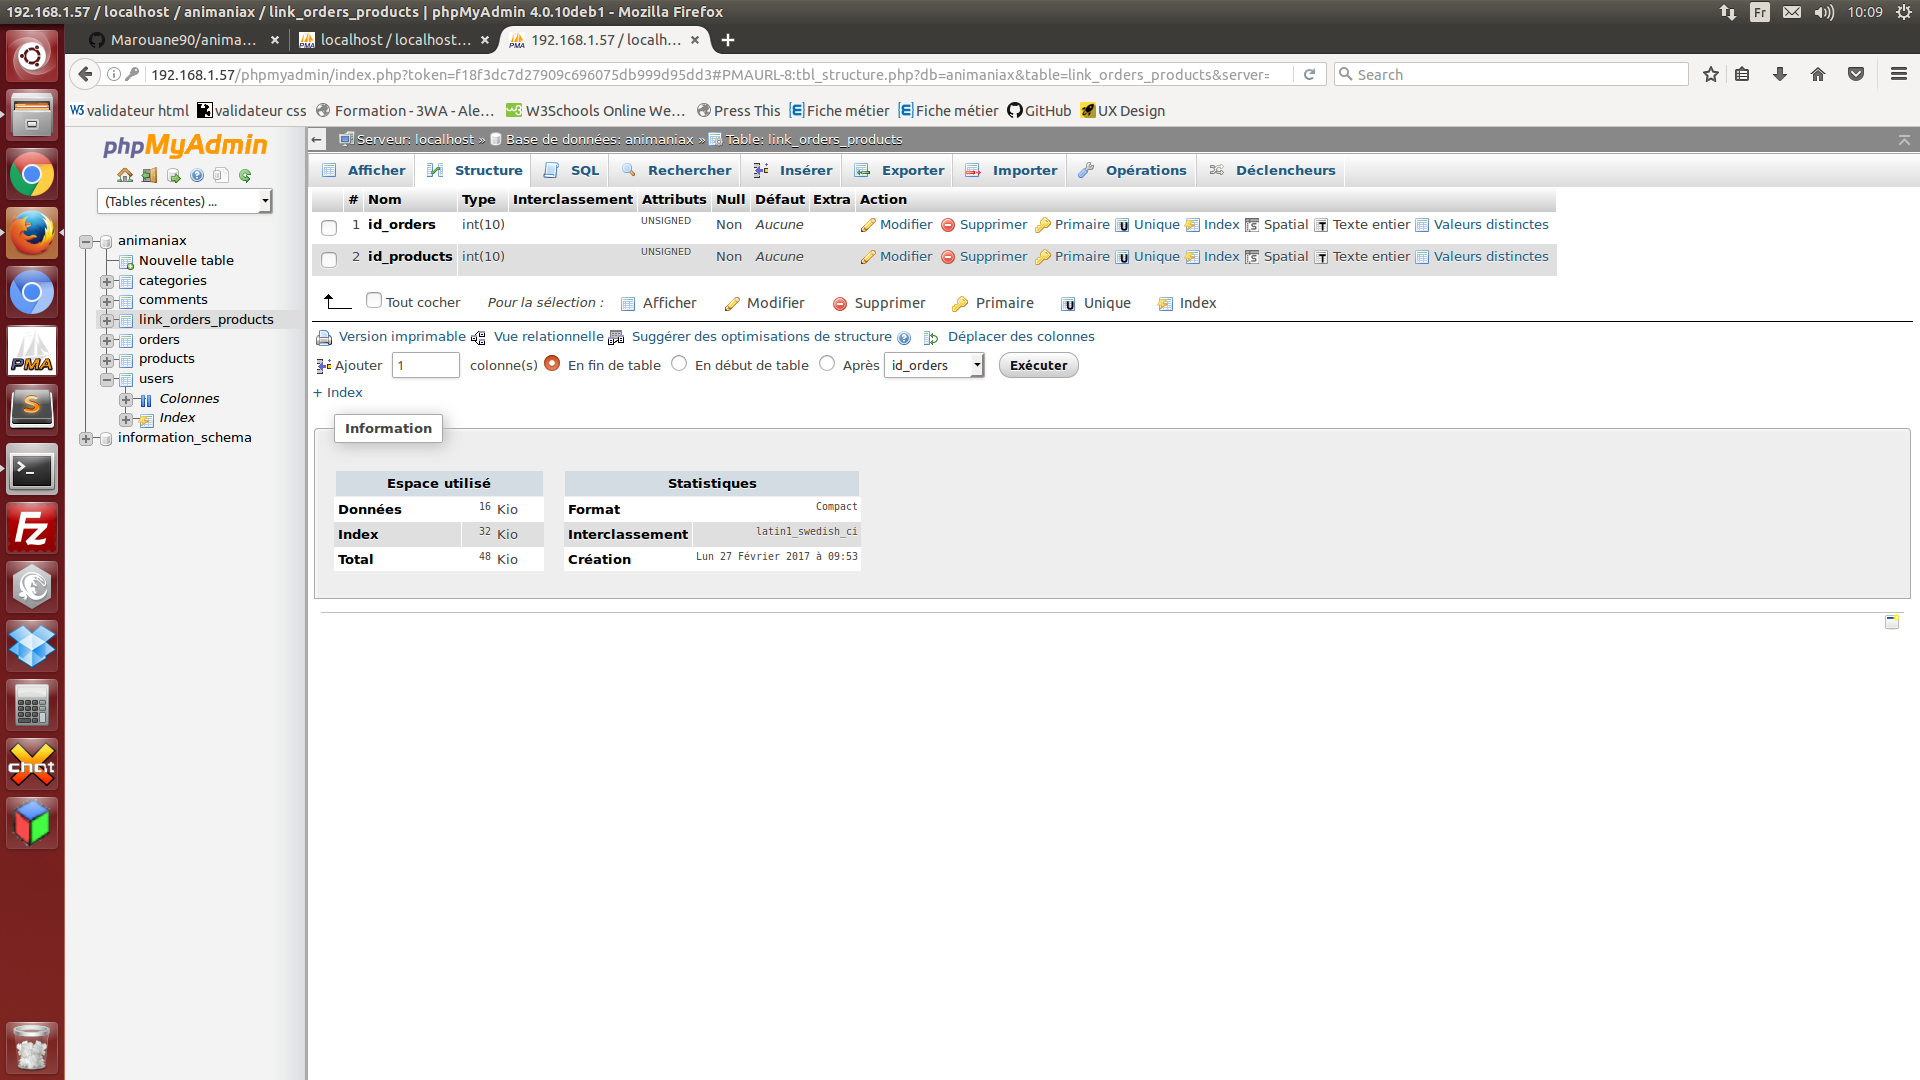 192.168.1.57 / localhost / animaniax / link_orders_products | phpMyAdmin 4.0.10deb1 - Mozilla Firefox
Fr
10:09
Marouane90/anima...
localhost / localhost...
192.168.1.57 / localh...
192.168.1.57/phpmyadmin/index.php?token=f18f3dc7d27909c696075db999d95dd3#PMAURL-8:tbl_structure.php?db=animaniax&table=link_orders_products&server=
Search
validateur html
validateur css
Formation - 3WA - Ale...
W3Schools Online We...
Press This
Fiche métier
Fiche métier
GitHub
UX Design
phpMyAdmin
(Tables récentes) ...
animaniax
Nouvelle table
categories
comments
link_orders_products
orders
products
users
Colonnes
Index
information_schema
Serveur: localhost » Base de données: animaniax » Table: link_orders_products
Afficher Structure SQL Rechercher Insérer Exporter Importer Opérations Déclencheurs
# Nom Type Interclassement Attributs Null Défaut Extra Action
1 id_orders int(10) UNSIGNED Non Aucune Modifier Supprimer Primaire Unique Index Spatial Texte entier Valeurs distinctes
2 id_products int(10) UNSIGNED Non Aucune Modifier Supprimer Primaire Unique Index Spatial Texte entier Valeurs distinctes
Tout cocher Pour la sélection : Afficher Modifier Supprimer Primaire Unique Index
Version imprimable Vue relationnelle Suggérer des optimisations de structure Déplacer des colonnes
Ajouter 1 colonne(s) En fin de table En début de table Après id_orders Exécuter
+ Index
Information
Espace utilisé
Données 16 Kio
Index 32 Kio
Total 48 Kio
Statistiques
Format Compact
Interclassement latin1_swedish_ci
Création Lun 27 Février 2017 à 09:53
PMA
S
Fz
X
chat